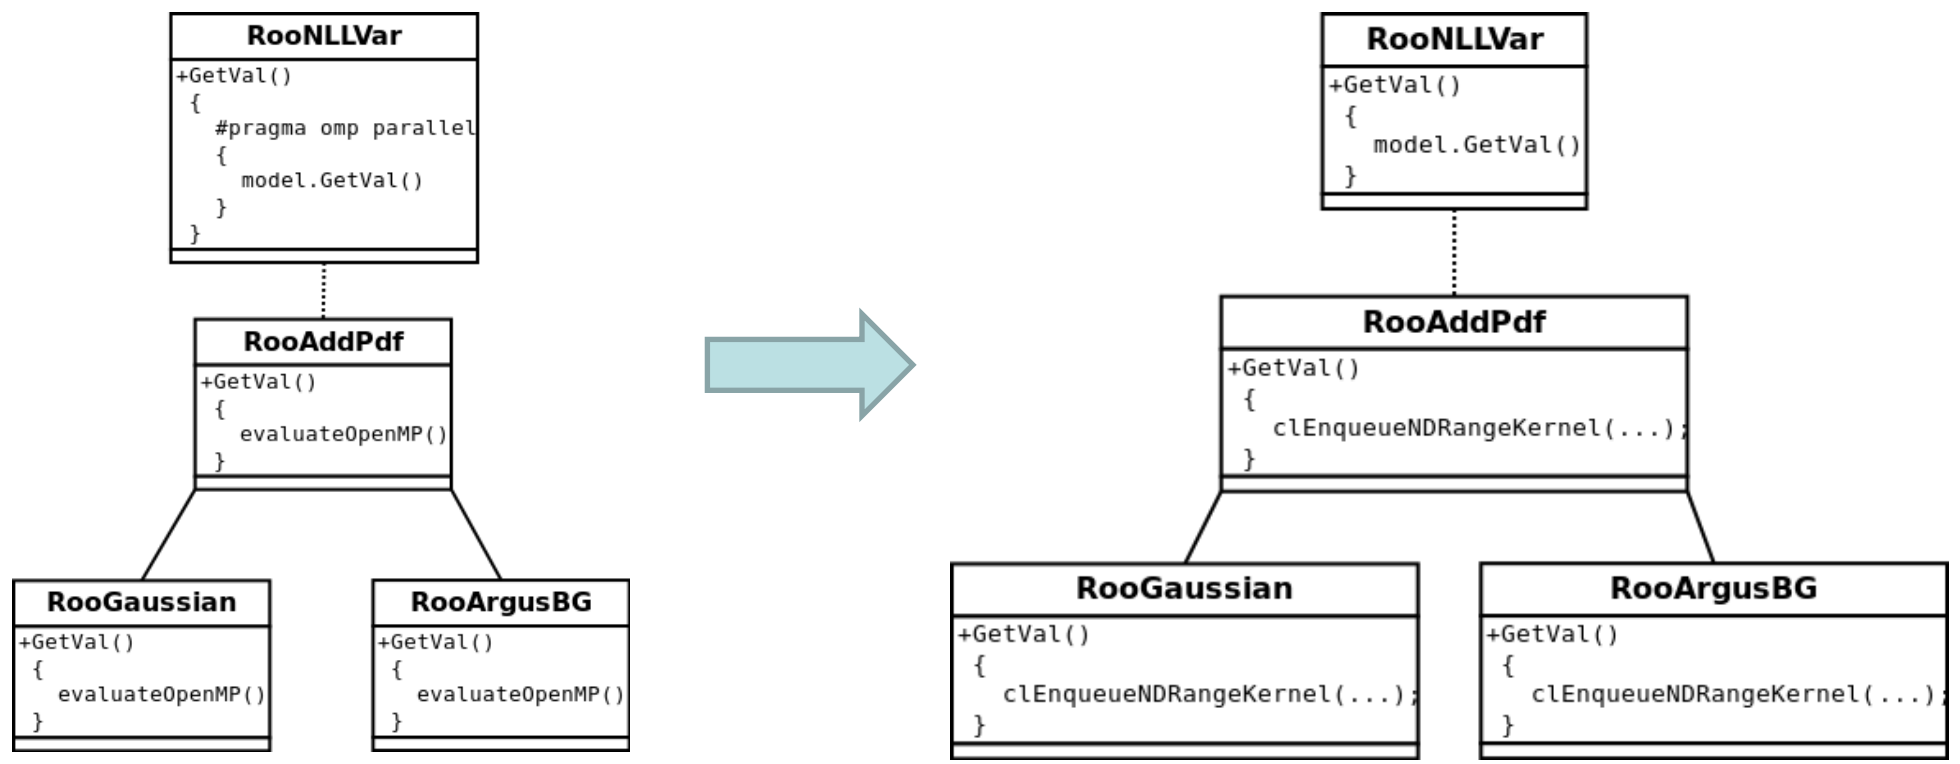 RooNLLVar
+GetVal()
{
#pragma omp parallel
{
model.GetVal()
}
}
RooAddPdf
+GetVal()
{
evaluateOpenMP()
}
RooGaussian
+GetVal()
{
evaluateOpenMP()
}
RooArgusBG
+GetVal()
{
evaluateOpenMP()
}
RooNLLVar
+GetVal()
{
model.GetVal()
}
RooAddPdf
+GetVal()
{
clEnqueueNDRangeKernel(...);
}
RooGaussian
+GetVal()
{
clEnqueueNDRangeKernel(...);
}
RooArgusBG
+GetVal()
{
clEnqueueNDRangeKernel(...);
}